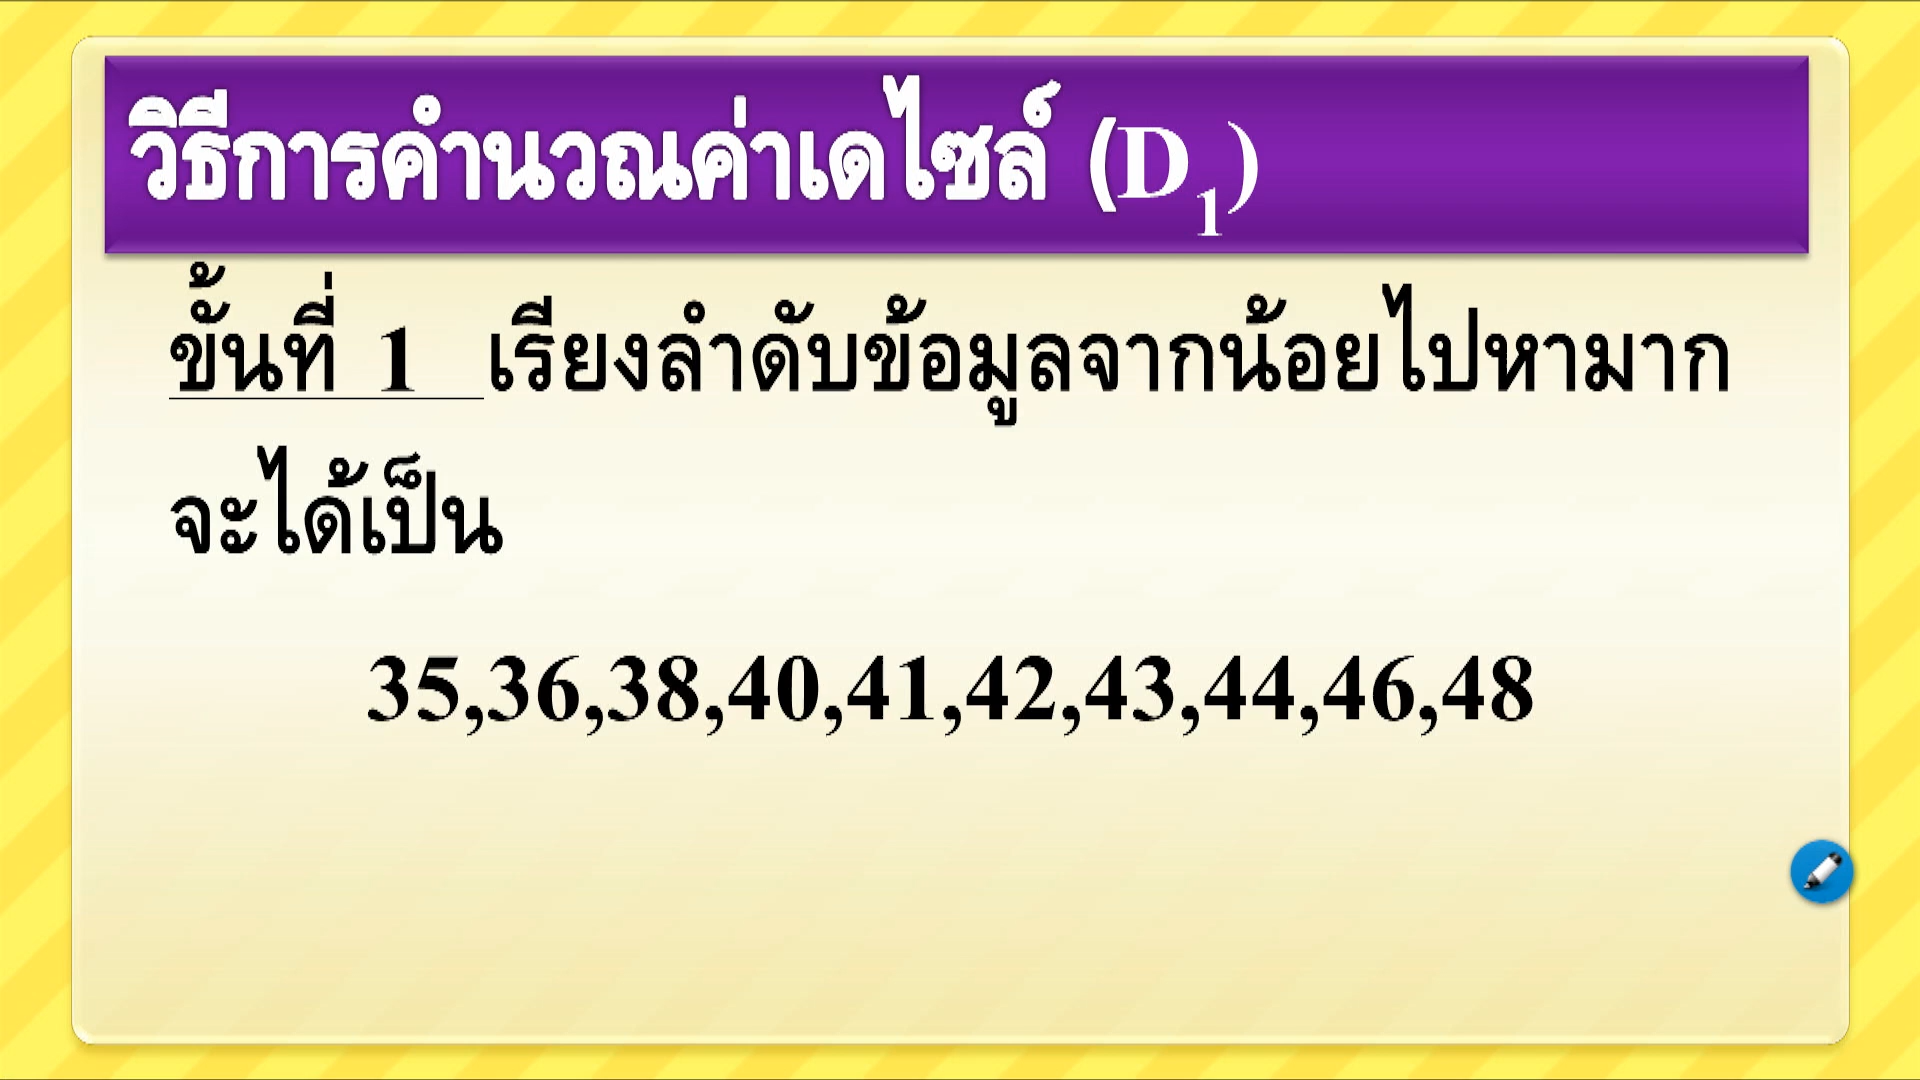 วิธีการคำนวณค่าเดไซล์ (D₁)
ขั้นที่ 1 เรียงลำดับข้อมูลจากน้อยไปหามาก
จะได้เป็น
35,36,38,40,41,42,43,44,46,48